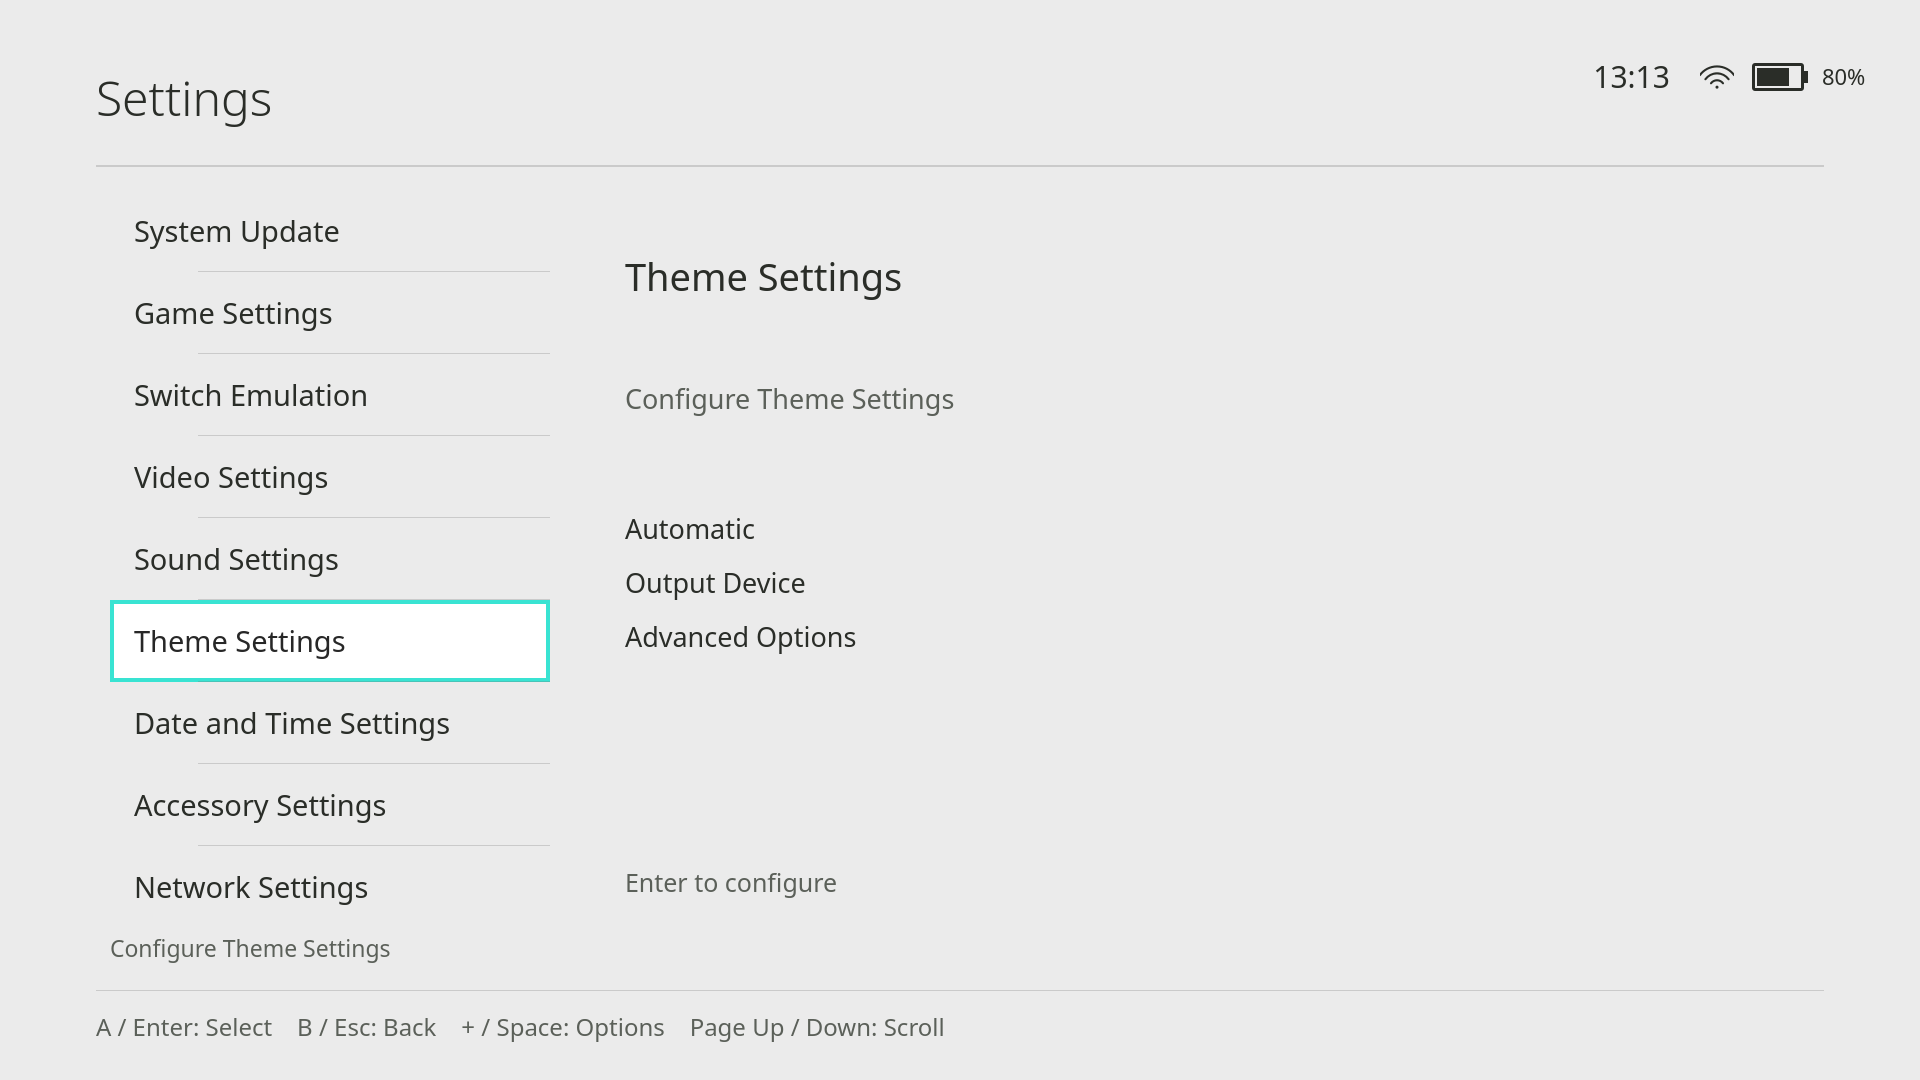 Settings
13:13 80%
System Update
Game Settings
Switch Emulation
Video Settings
Sound Settings
Theme Settings
Date and Time Settings
Accessory Settings
Network Settings
Configure Theme Settings
Theme Settings
Configure Theme Settings
Automatic
Output Device
Advanced Options
Enter to configure
A / Enter: Select B / Esc: Back + / Space: Options Page Up / Down: Scroll